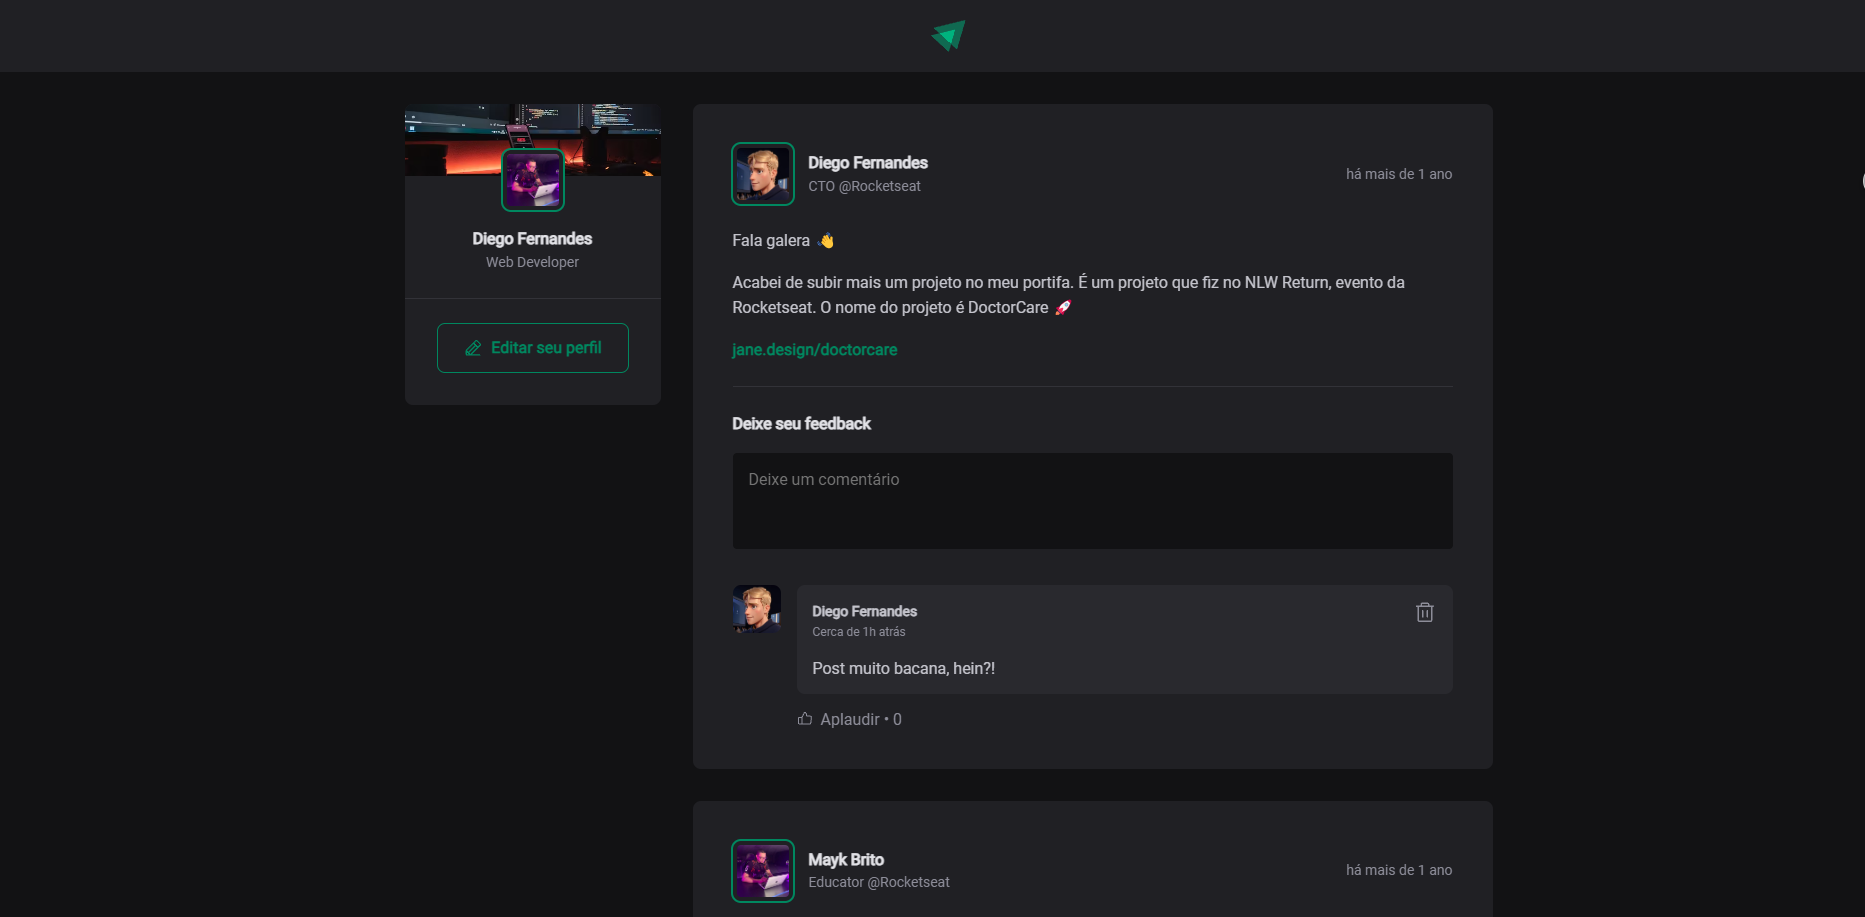 Diego Fernandes
Web Developer
Editar seu perfil
Diego Fernandes
CTO @Rocketseat
há mais de 1 ano
Fala galera 👋
Acabei de subir mais um projeto no meu portifa. É um projeto que fiz no NLW Return, evento da
Rocketseat. O nome do projeto é DoctorCare 🚀
jane.design/doctorcare
Deixe seu feedback
Deixe um comentário
Diego Fernandes
Cerca de 1h atrás
Post muito bacana, hein?!
Aplaudir • 0
Mayk Brito
Educator @Rocketseat
há mais de 1 ano